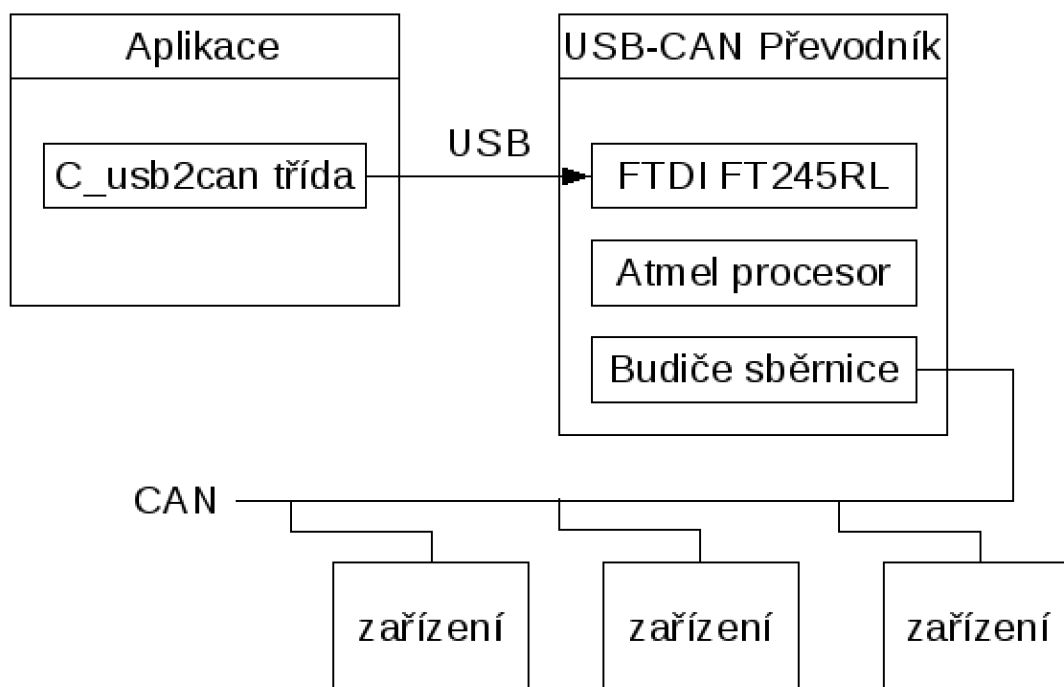 Aplikace
C_usb2can třída
USB
USB-CAN Převodník
FTDI FT245RL
Atmel procesor
Budiče sběrnice
CAN
zařízení
zařízení
zařízení